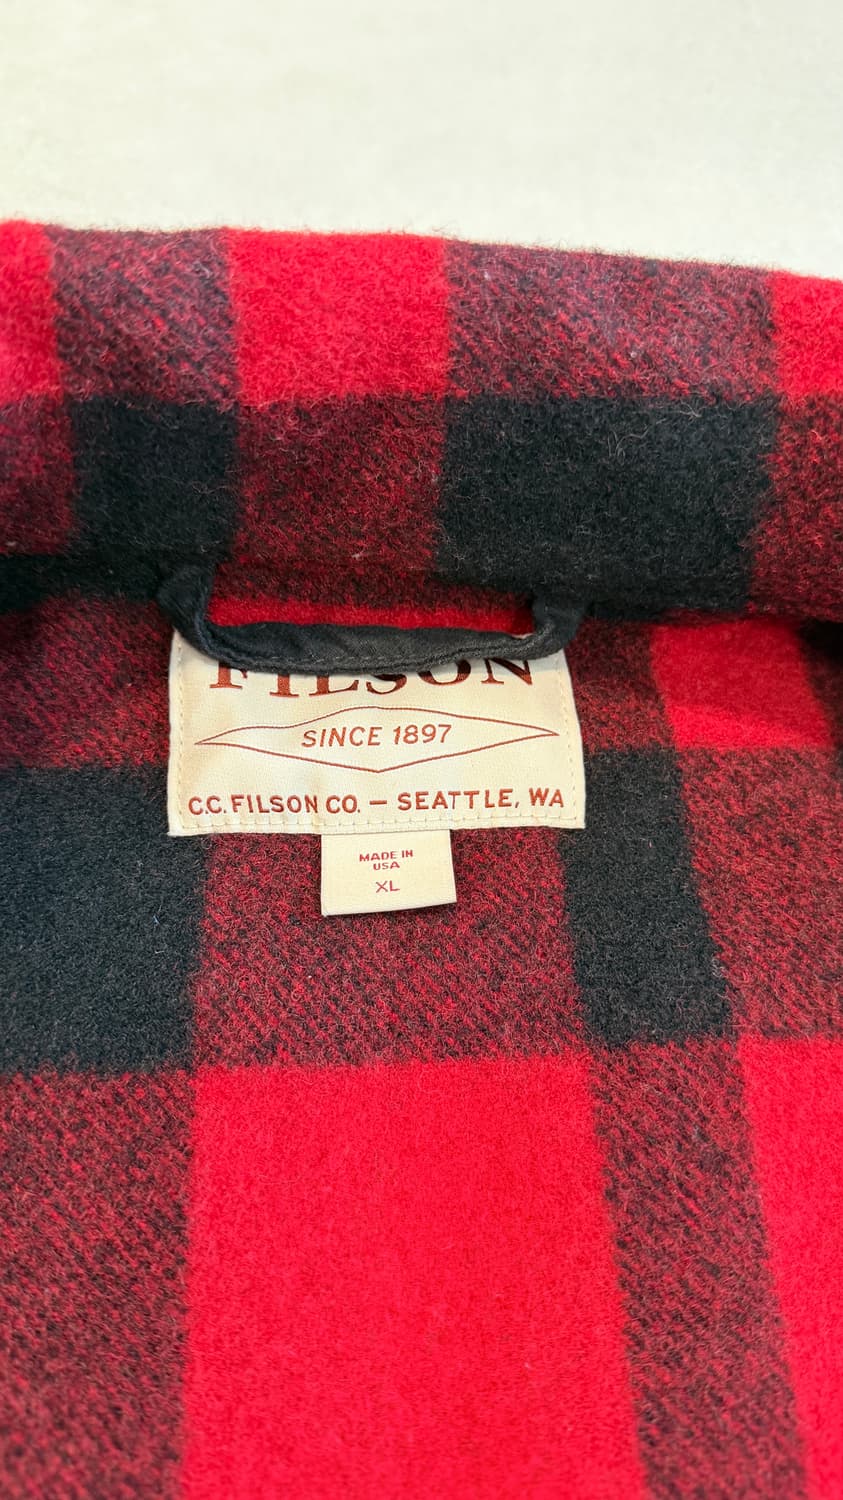 FILSON
SINCE 1897
C.C. FILSON CO. – SEATTLE, WA
MADE IN
USA
XL